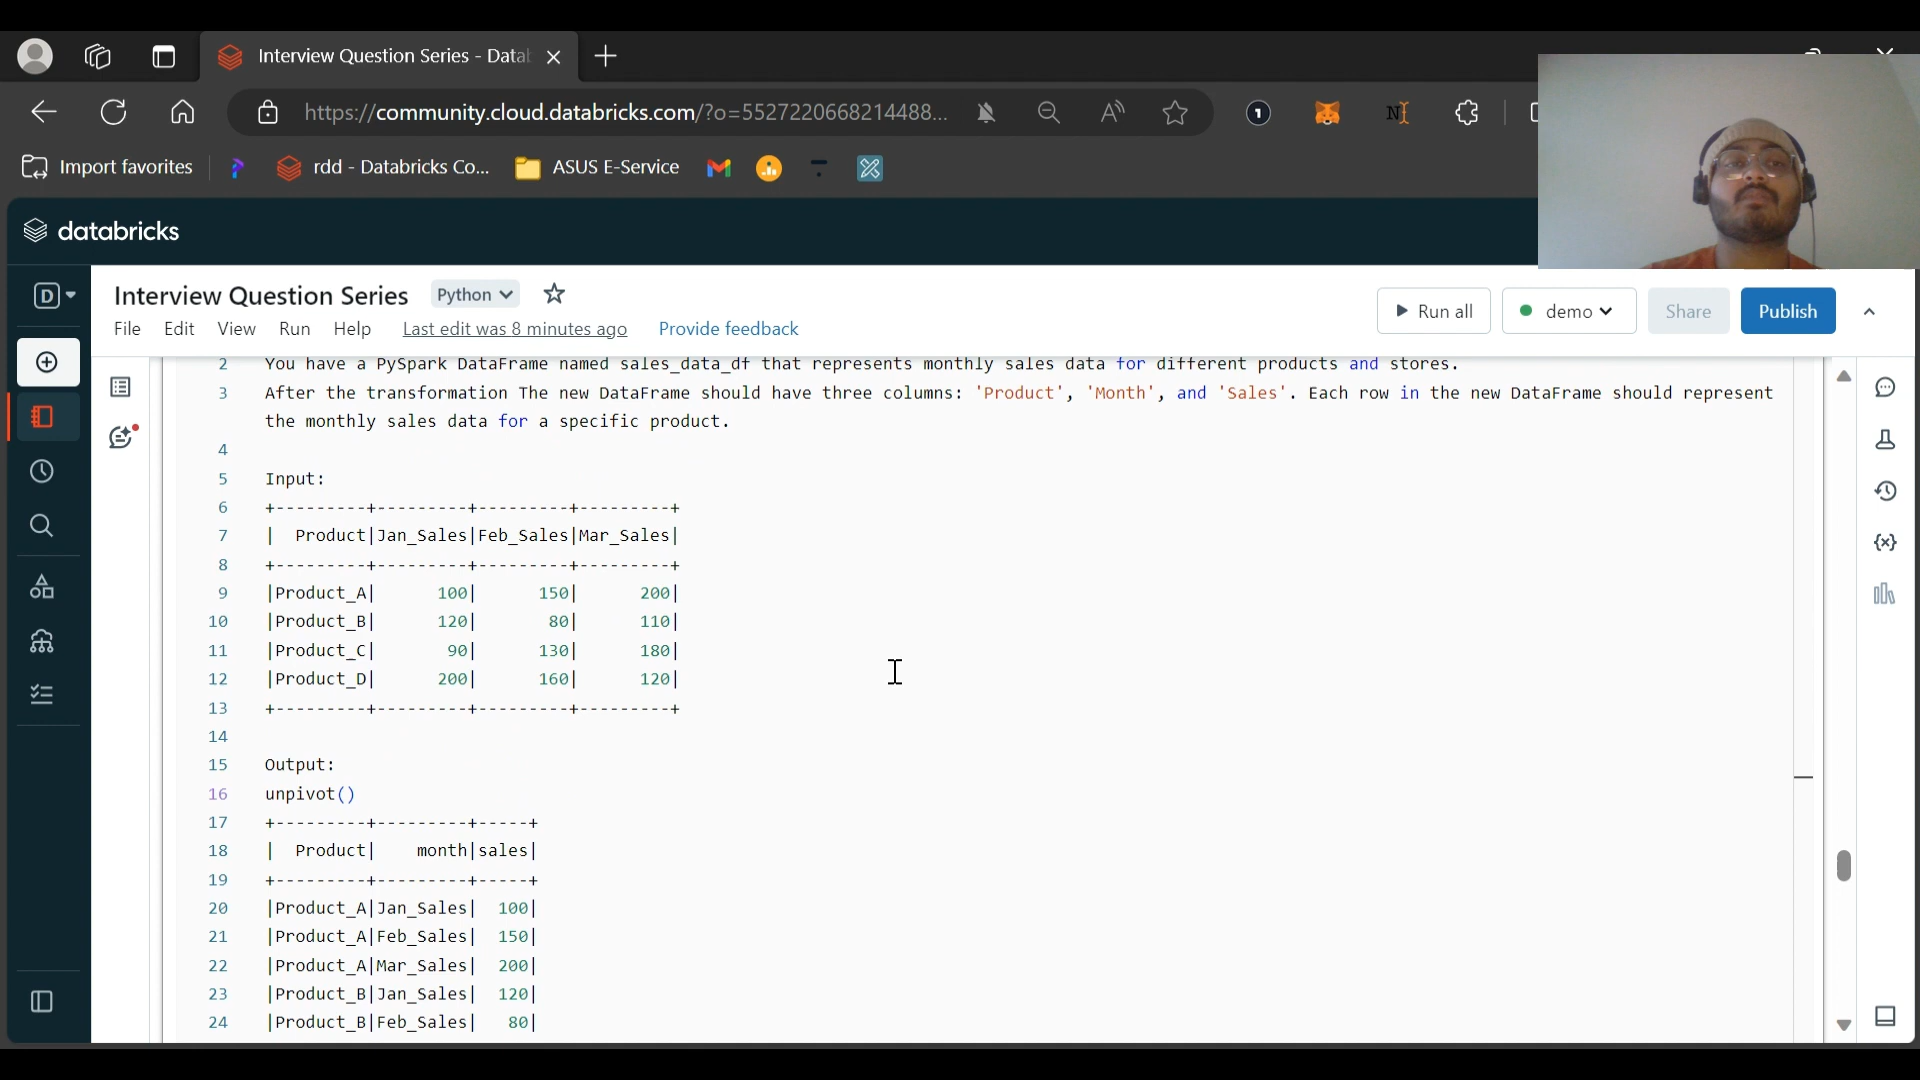 Interview Question Series - Datab
https://community.cloud.databricks.com/?o=5527220668214488...
Import favorites
rdd - Databricks Co...
ASUS E-Service
databricks
D
Interview Question Series
Python
File
Edit
View
Run
Help
Last edit was 8 minutes ago
Provide feedback
Run all
demo
Share
Publish
2 You have a PySpark DataFrame named sales_data_df that represents monthly sales data for different products and stores.
3 After the transformation The new DataFrame should have three columns: 'Product', 'Month', and 'Sales'. Each row in the new DataFrame should represent
the monthly sales data for a specific product.
4
5 Input:
6 +---------+---------+---------+---------+
7 |  Product|Jan_Sales|Feb_Sales|Mar_Sales|
8 +---------+---------+---------+---------+
9 |Product_A|      100|      150|      200|
10 |Product_B|      120|       80|      110|
11 |Product_C|       90|      130|      180|
12 |Product_D|      200|      160|      120|
13 +---------+---------+---------+---------+
14
15 Output:
16 unpivot()
17 +---------+---------+-----+
18 |  Product|    month|sales|
19 +---------+---------+-----+
20 |Product_A|Jan_Sales|  100|
21 |Product_A|Feb_Sales|  150|
22 |Product_A|Mar_Sales|  200|
23 |Product_B|Jan_Sales|  120|
24 |Product_B|Feb_Sales|   80|